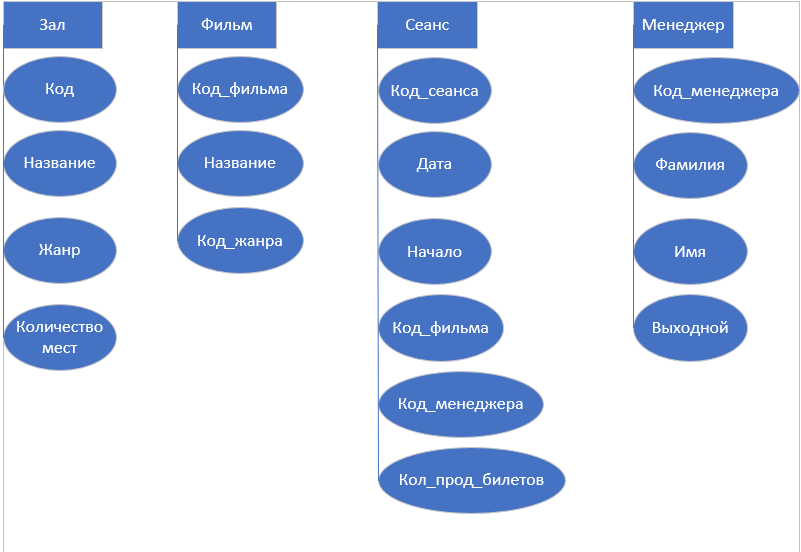 Зал
Код
Название
Жанр
Количество
мест
Фильм
Код_фильма
Название
Код_жанра
Сеанс
Код_сеанса
Дата
Начало
Код_фильма
Код_менеджера
Кол_прод_билетов
Менеджер
Код_менеджера
Фамилия
Имя
Выходной